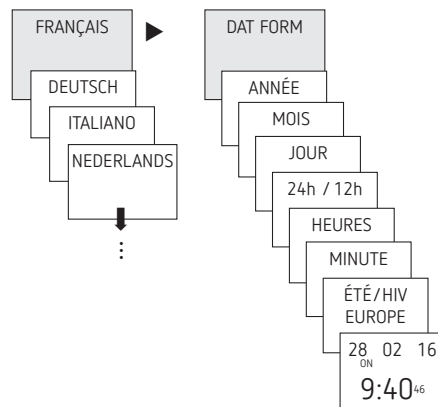 FRANÇAIS
DEUTSCH
ITALIANO
NEDERLANDS
DAT FORM
ANNÉE
MOIS
JOUR
24h / 12h
HEURES
MINUTE
ÉTÉ/HIV
EUROPE
28 02 16
ON
9:40 46